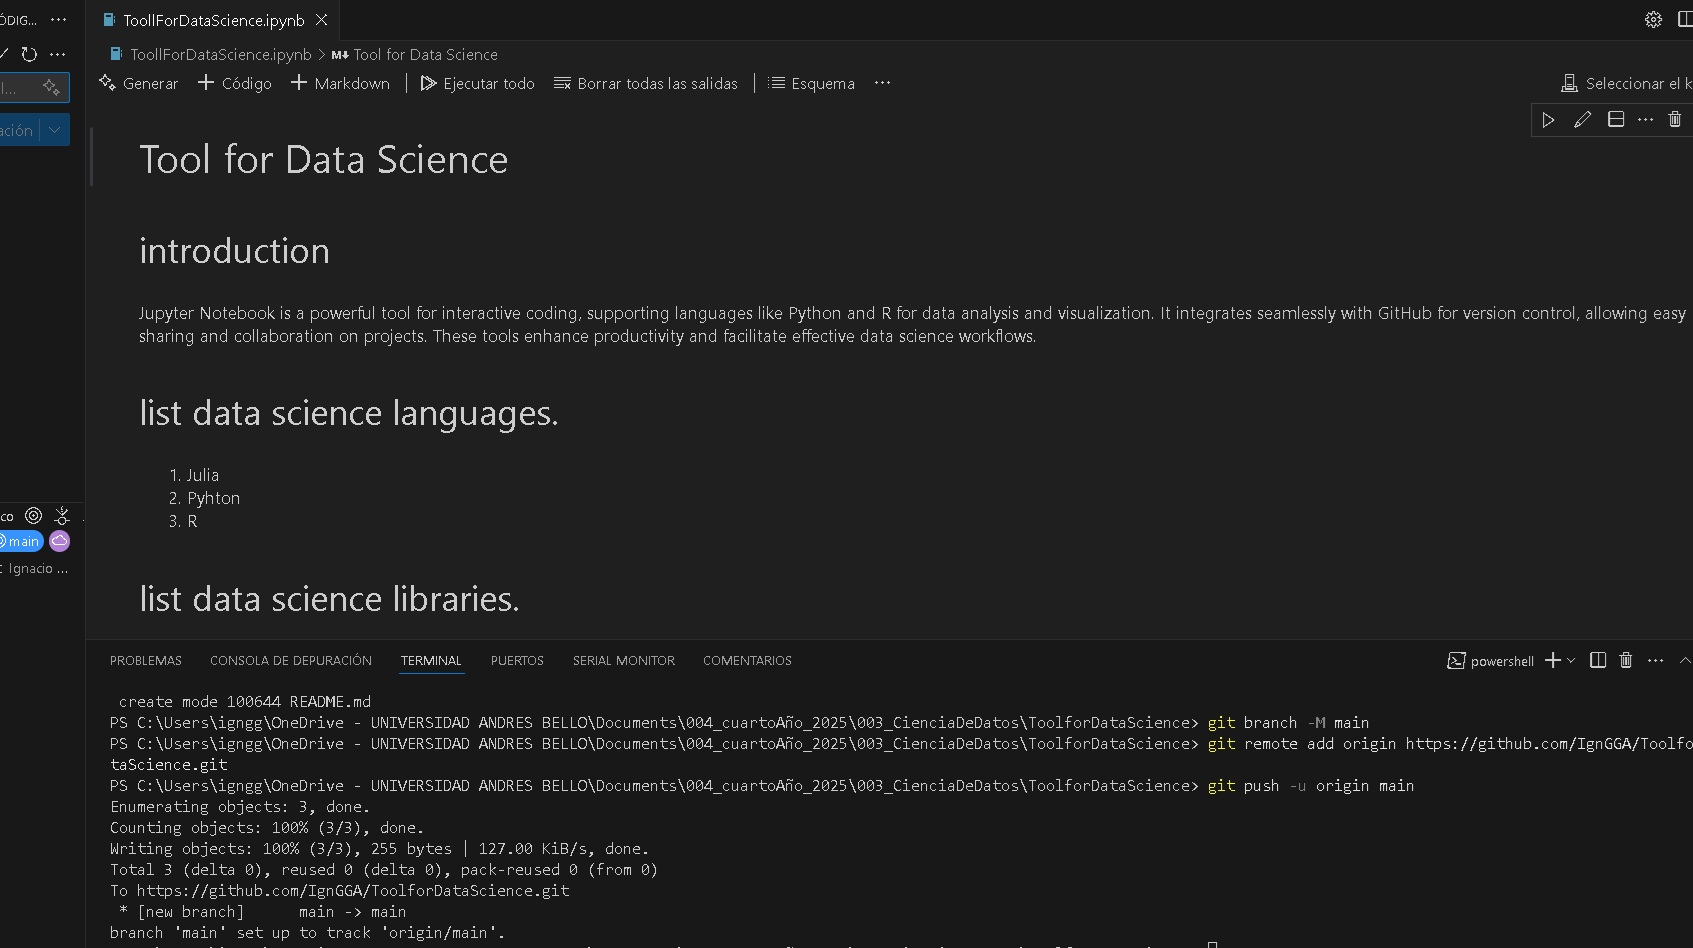 ÓDIG... ···
ToollForDataScience.ipynb
ToollForDataScience.ipynb > M↓ Tool for Data Science
Generar + Código + Markdown | Ejecutar todo Borrar todas las salidas | Esquema ···
Seleccionar el k
ación
Tool for Data Science
introduction
Jupyter Notebook is a powerful tool for interactive coding, supporting languages like Python and R for data analysis and visualization. It integrates seamlessly with GitHub for version control, allowing easy
sharing and collaboration on projects. These tools enhance productivity and facilitate effective data science workflows.
list data science languages.
1. Julia
2. Pyhton
3. R
co
main
Ignacio ...
list data science libraries.
PROBLEMAS CONSOLA DE DEPURACIÓN TERMINAL PUERTOS SERIAL MONITOR COMENTARIOS
powershell
create mode 100644 README.md
PS C:\Users\igngg\OneDrive - UNIVERSIDAD ANDRES BELLO\Documents\004_cuartoAño_2025\003_CienciaDeDatos\ToolforDataScience> git branch -M main
PS C:\Users\igngg\OneDrive - UNIVERSIDAD ANDRES BELLO\Documents\004_cuartoAño_2025\003_CienciaDeDatos\ToolforDataScience> git remote add origin https://github.com/IgnGGA/Toolfo
taScience.git
PS C:\Users\igngg\OneDrive - UNIVERSIDAD ANDRES BELLO\Documents\004_cuartoAño_2025\003_CienciaDeDatos\ToolforDataScience> git push -u origin main
Enumerating objects: 3, done.
Counting objects: 100% (3/3), done.
Writing objects: 100% (3/3), 255 bytes | 127.00 KiB/s, done.
Total 3 (delta 0), reused 0 (delta 0), pack-reused 0 (from 0)
To https://github.com/IgnGGA/ToolforDataScience.git
* [new branch] main -> main
branch 'main' set up to track 'origin/main'.